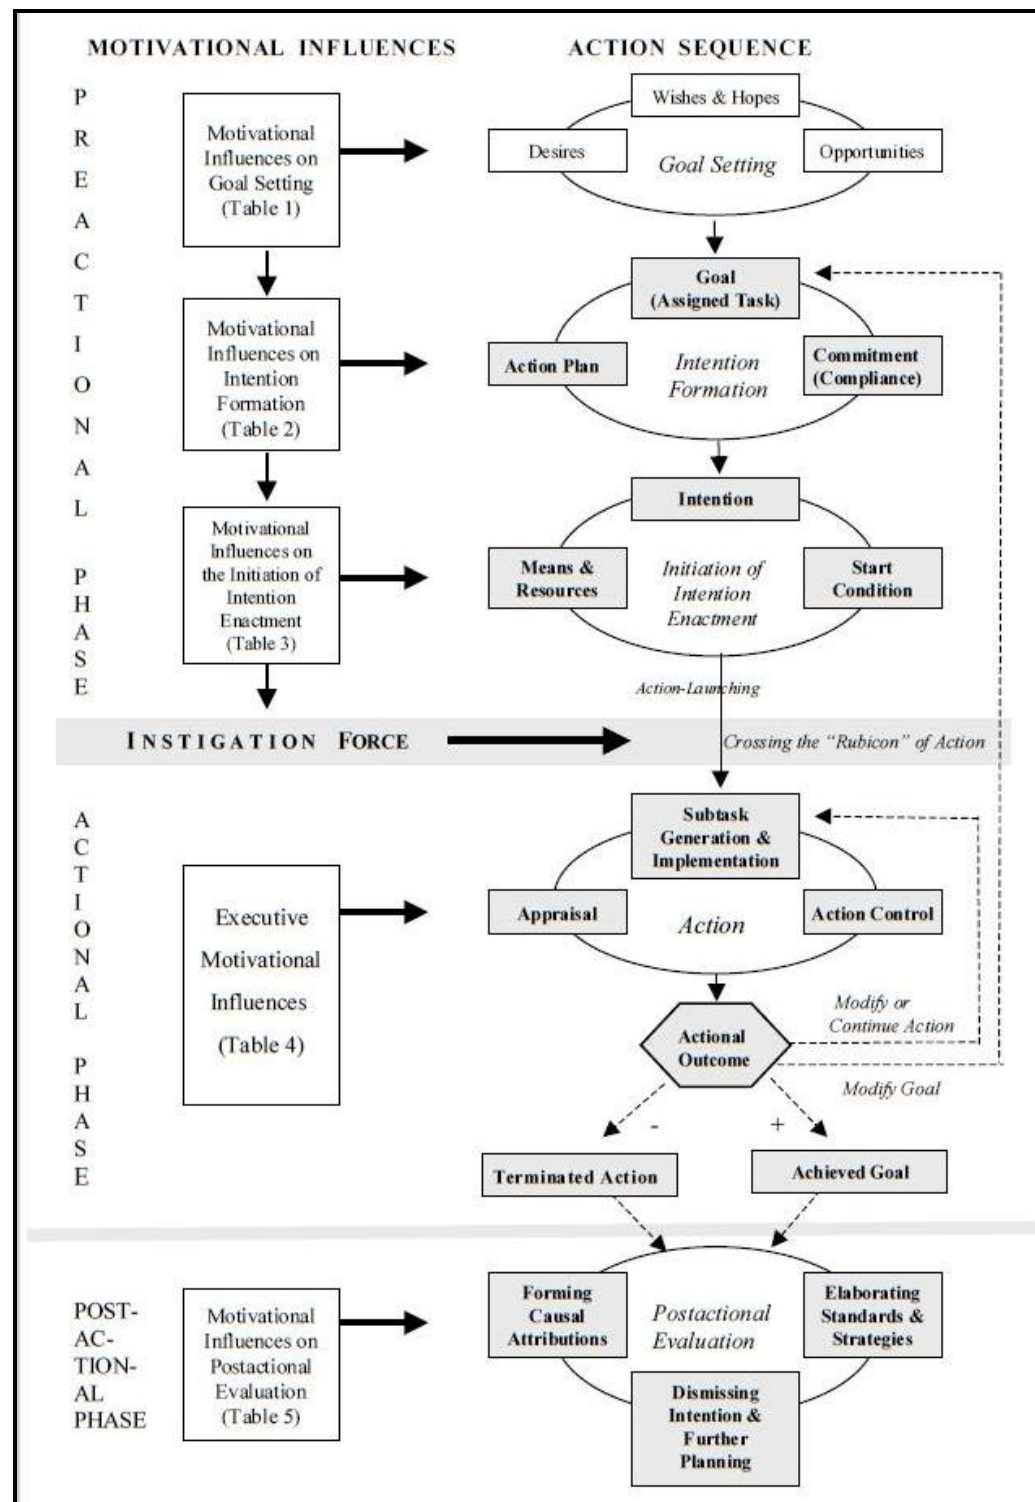 MOTIVATIONAL INFLUENCES
ACTION SEQUENCE
PREACTIONAL PHASE
Motivational
Influences on
Goal Setting
(Table 1)
Wishes & Hopes
Desires
Opportunities
Goal Setting
Motivational
Influences on
Intention
Formation
(Table 2)
Goal
(Assigned Task)
Action Plan
Commitment
(Compliance)
Intention
Formation
Motivational
Influences on
the Initiation of
Intention
Enactment
(Table 3)
Intention
Means &
Resources
Start
Condition
Initiation of
Intention
Enactment
Action-Launching
INSTIGATION FORCE
Crossing the “Rubicon” of Action
ACTIONAL PHASE
Executive
Motivational
Influences
(Table 4)
Subtask
Generation &
Implementation
Appraisal
Action Control
Action
Actional
Outcome
Modify or
Continue Action
Modify Goal
-
+
Terminated Action
Achieved Goal
POST-
AC-
TION-
AL
PHASE
Motivational
Influences on
Postactional
Evaluation
(Table 5)
Forming
Causal
Attributions
Postactional
Evaluation
Elaborating
Standards &
Strategies
Dismissing
Intention &
Further
Planning